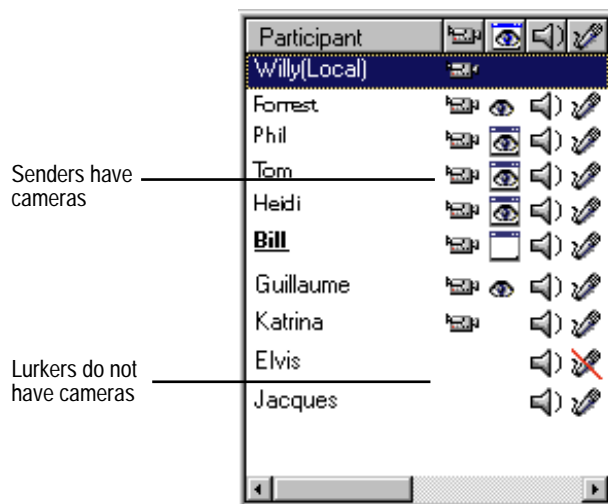 Participant
Willy(Local)
Forrest
Phil
Tom
Heidi
Bill
Guillaume
Katrina
Elvis
Jacques
Senders have
cameras
Lurkers do not
have cameras